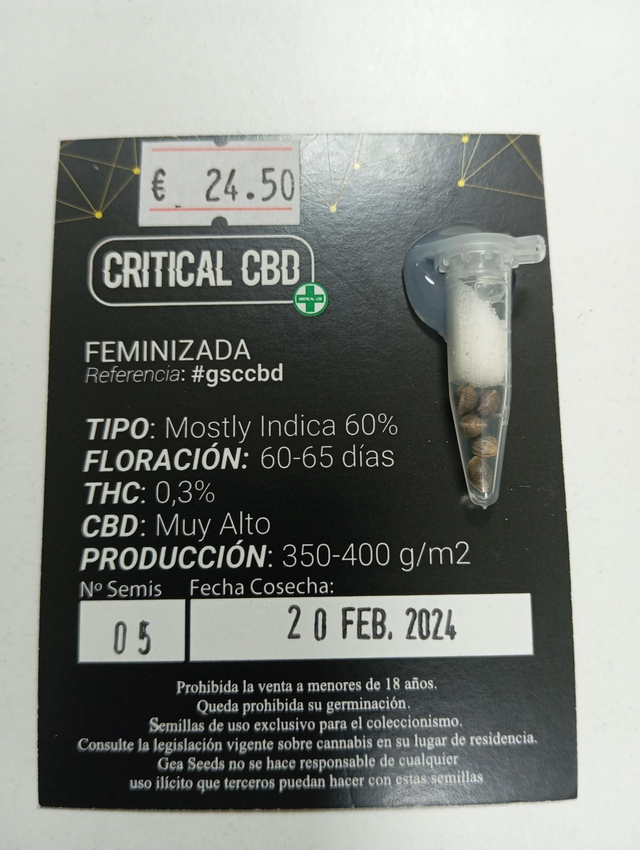 € 24.50
CRITICAL CBD
MEDICAL USE
FEMINIZADA
Referencia: #gsccbd
TIPO: Mostly Indica 60%
FLORACIÓN: 60-65 días
THC: 0,3%
CBD: Muy Alto
PRODUCCIÓN: 350-400 g/m2
Nº Semis Fecha Cosecha:
05 20 FEB. 2024
Prohibida la venta a menores de 18 años.
Queda prohibida su germinación.
Semillas de uso exclusivo para el coleccionismo.
Consulte la legislación vigente sobre cannabis en su lugar de residencia.
Gea Seeds no se hace responsable de cualquier
uso ilícito que terceros puedan hacer con estas semillas